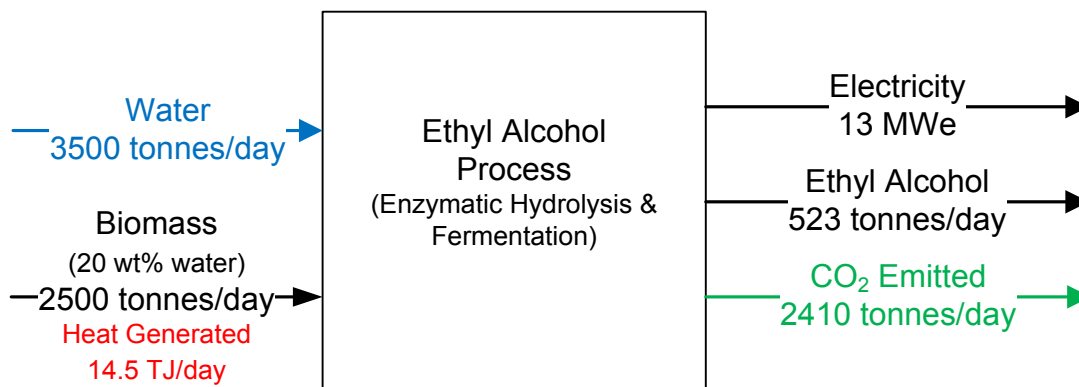 Water
3500 tonnes/day
Biomass
(20 wt% water)
2500 tonnes/day
Heat Generated
14.5 TJ/day
Ethyl Alcohol
Process
(Enzymatic Hydrolysis &
Fermentation)
Electricity
13 MWe
Ethyl Alcohol
523 tonnes/day
CO₂ Emitted
2410 tonnes/day